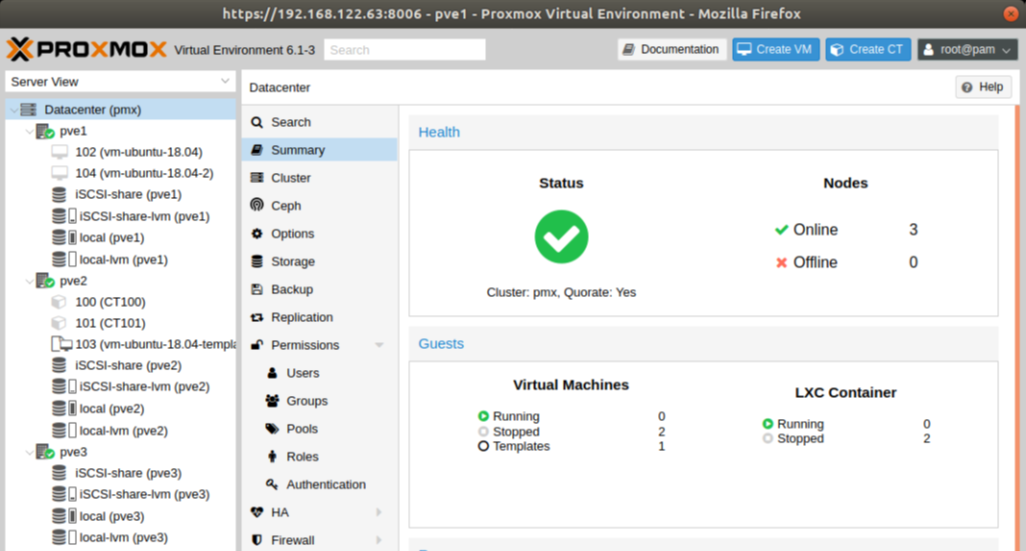 https://192.168.122.63:8006 - pve1 - Proxmox Virtual Environment - Mozilla Firefox
PROXMOX Virtual Environment 6.1-3 Search Documentation Create VM Create CT root@pam
Server View
Datacenter (pmx)
pve1
102 (vm-ubuntu-18.04)
104 (vm-ubuntu-18.04-2)
iSCSI-share (pve1)
iSCSI-share-lvm (pve1)
local (pve1)
local-lvm (pve1)
pve2
100 (CT100)
101 (CT101)
103 (vm-ubuntu-18.04-templa
iSCSI-share (pve2)
iSCSI-share-lvm (pve2)
local (pve2)
local-lvm (pve2)
pve3
iSCSI-share (pve3)
iSCSI-share-lvm (pve3)
local (pve3)
local-lvm (pve3)
Datacenter
Help
Search
Summary
Cluster
Ceph
Options
Storage
Backup
Replication
Permissions
Users
Groups
Pools
Roles
Authentication
HA
Firewall
Health
Status
Cluster: pmx, Quorate: Yes
Nodes
Online 3
Offline 0
Guests
Virtual Machines
Running 0
Stopped 2
Templates 1
LXC Container
Running 0
Stopped 2